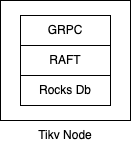 GRPC
RAFT
Rocks Db
Tikv Node